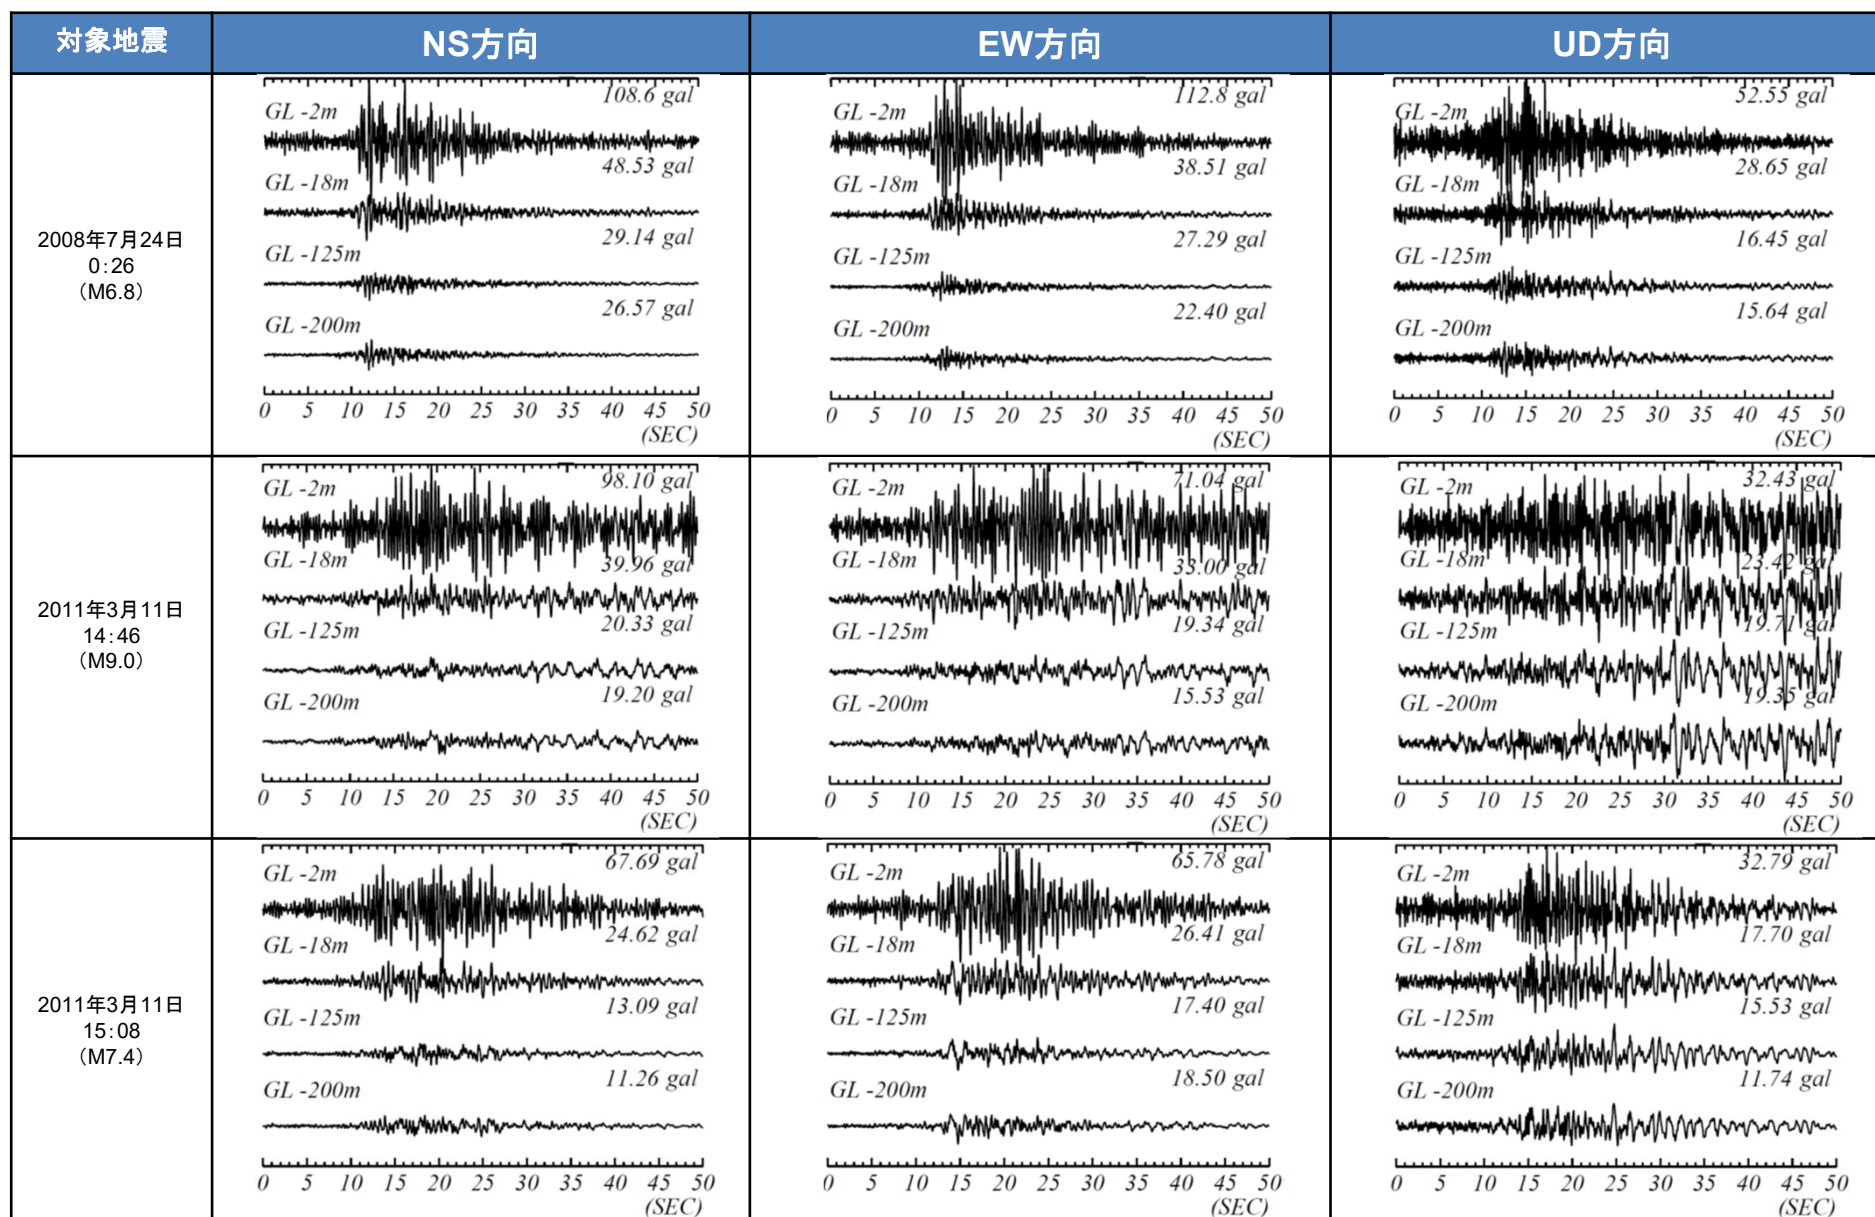 対象地震
NS方向
EW方向
UD方向
2008年7月24日
0:26
（M6.8）
108.6 gal
GL -2m
48.53 gal
GL -18m
29.14 gal
GL -125m
26.57 gal
GL -200m
0 5 10 15 20 25 30 35 40 45 50
(SEC)
112.8 gal
GL -2m
38.51 gal
GL -18m
27.29 gal
GL -125m
22.40 gal
GL -200m
0 5 10 15 20 25 30 35 40 45 50
(SEC)
52.55 gal
GL -2m
28.65 gal
GL -18m
16.45 gal
GL -125m
15.64 gal
GL -200m
0 5 10 15 20 25 30 35 40 45 50
(SEC)
2011年3月11日
14:46
（M9.0）
98.10 gal
GL -2m
39.96 gal
GL -18m
20.33 gal
GL -125m
19.20 gal
GL -200m
0 5 10 15 20 25 30 35 40 45 50
(SEC)
71.04 gal
GL -2m
33.00 gal
GL -18m
19.34 gal
GL -125m
15.53 gal
GL -200m
0 5 10 15 20 25 30 35 40 45 50
(SEC)
32.43 gal
GL -2m
23.42 gal
GL -18m
19.71 gal
GL -125m
19.35 gal
GL -200m
0 5 10 15 20 25 30 35 40 45 50
(SEC)
2011年3月11日
15:08
（M7.4）
67.69 gal
GL -2m
24.62 gal
GL -18m
13.09 gal
GL -125m
11.26 gal
GL -200m
0 5 10 15 20 25 30 35 40 45 50
(SEC)
65.78 gal
GL -2m
26.41 gal
GL -18m
17.40 gal
GL -125m
18.50 gal
GL -200m
0 5 10 15 20 25 30 35 40 45 50
(SEC)
32.79 gal
GL -2m
17.70 gal
GL -18m
15.53 gal
GL -125m
11.74 gal
GL -200m
0 5 10 15 20 25 30 35 40 45 50
(SEC)